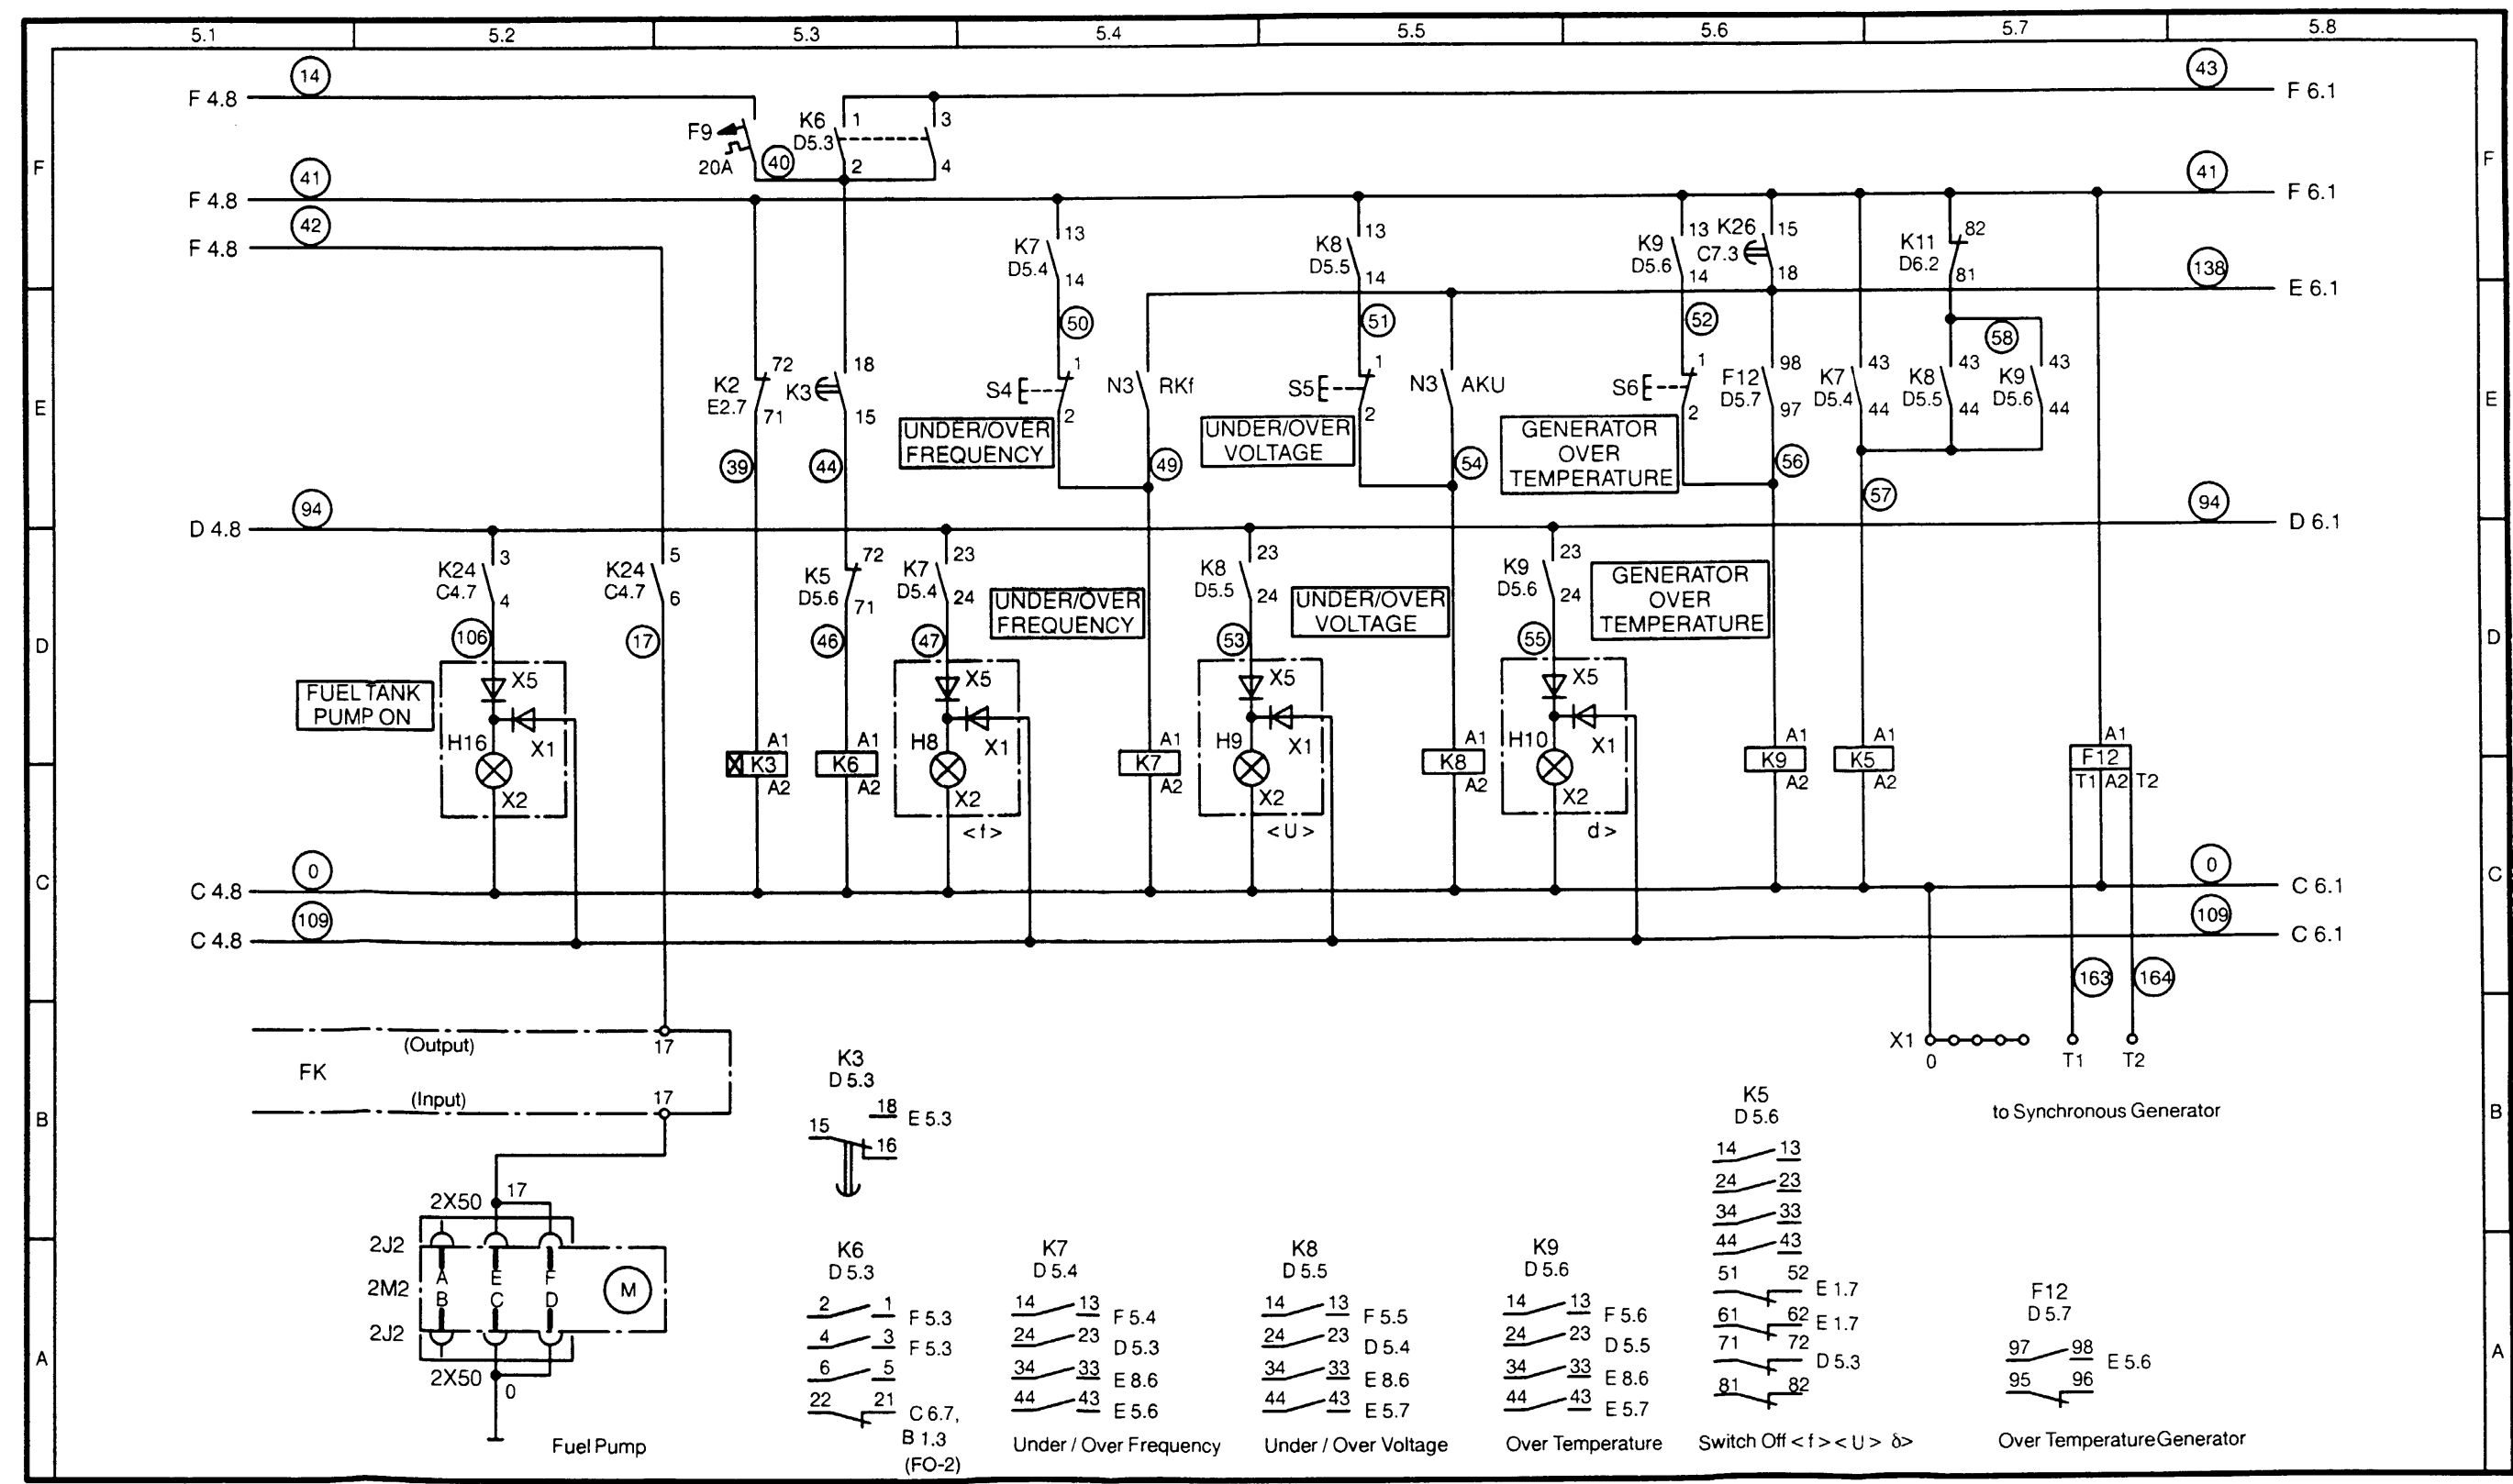 5.1 5.2 5.3 5.4 5.5 5.6 5.7 5.8
14 43
F 4.8 F 6.1
F9 K6 1 3
D5.3
20A 40 2 4
F F
41 41
F 4.8 F 6.1
42
F 4.8
K7 13 K8 13 K9 13 K26 15 K11 82
D5.4 D5.5 D5.6 C7.3 D6.2
14 14 14 18 81
138
E 6.1
50 51 52 58
K2 72 K3 18 S4 1 N3 RKf S5 1 N3 AKU S6 1 F12 98 K7 43 K8 43 K9 43
E2.7 D5.7 D5.4 D5.5 D5.6
71 15 2 2 2 97 44 44 44
E E
UNDER/OVER
FREQUENCY
UNDER/OVER
VOLTAGE
GENERATOR
OVER
TEMPERATURE
39 44 49 54 56 57
94 94
D 4.8 D 6.1
K24 3 K24 5 K5 72 K7 23 K8 23 K9 23
C4.7 C4.7 D5.6 D5.4 D5.5 D5.6
4 6 71 24 24 24
UNDER/OVER
FREQUENCY
UNDER/OVER
VOLTAGE
GENERATOR
OVER
TEMPERATURE
D D
106 17 46 47 53 55
FUEL TANK
PUMP ON
X5 X5 X5 X5
X1 X1 X1 X1
H16 H8 H9 H10
A1 A1 A1 A1 A1 A1 A1
K3 K6 K7 K8 K9 K5 F12
A2 A2 A2 A2 A2 A2 T1 A2 T2
X2 X2 X2 X2
<f> <U> d>
C C
0 0
C 4.8 C 6.1
109 109
C 4.8 C 6.1
163 164
(Output) 17
FK
(Input) 17
X1 0 T1 T2
to Synchronous Generator
B B
K3
D 5.3
18 E 5.3
15 16
K5
D 5.6
14 13
24 23
34 33
44 43
51 52 E 1.7
61 62 E 1.7
71 72 D 5.3
81 82
Switch Off <f> <U> δ>
2X50 17
2J2
2M2 A E F M
B C D
2J2
2X50 0
Fuel Pump
A A
K6
D 5.3
2 1 F 5.3
4 3 F 5.3
6 5
22 21 C 6.7,
B 1.3
(FO-2)
K7
D 5.4
14 13 F 5.4
24 23 D 5.3
34 33 E 8.6
44 43 E 5.6
Under / Over Frequency
K8
D 5.5
14 13 F 5.5
24 23 D 5.4
34 33 E 8.6
44 43 E 5.7
Under / Over Voltage
K9
D 5.6
14 13 F 5.6
24 23 D 5.5
34 33 E 8.6
44 43 E 5.7
Over Temperature
F12
D 5.7
97 98 E 5.6
95 96
Over Temperature Generator